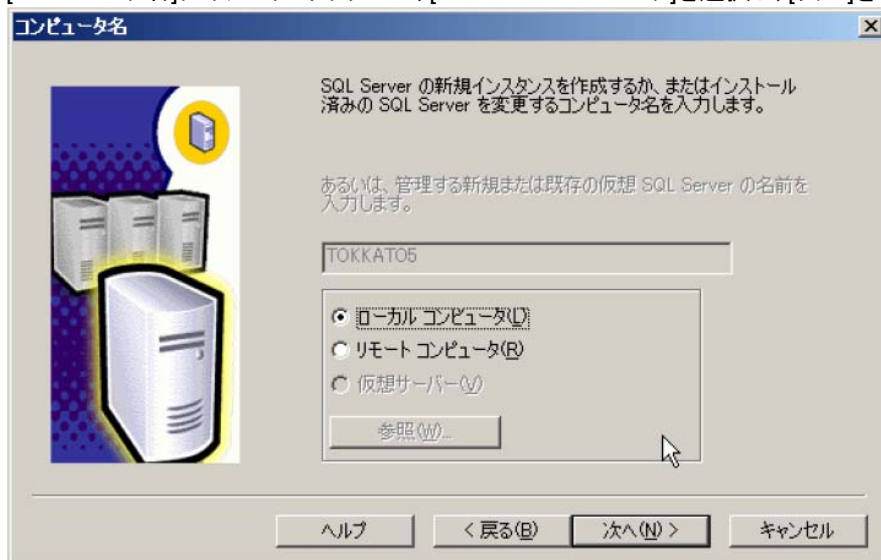 コンピュータ名
SQL Server の新規インスタンスを作成するか、またはインストール
済みの SQL Server を変更するコンピュータ名を入力します。
あるいは、管理する新規または既存の仮想 SQL Server の名前を
入力します。
TOKKATO5
ローカル コンピュータ(L)
リモート コンピュータ(R)
仮想サーバー(V)
参照(W)...
ヘルプ
< 戻る(B)
次へ(N) >
キャンセル